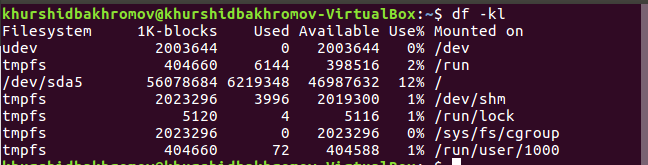 khurshidbakhromov@khurshidbakhromov-VirtualBox:~$ df -kl
Filesystem     1K-blocks    Used Available Use% Mounted on
udev             2003644       0   2003644   0% /dev
tmpfs             404660    6144    398516   2% /run
/dev/sda5       56078684 6219348  46987632  12% /
tmpfs            2023296    3996   2019300   1% /dev/shm
tmpfs               5120       4      5116   1% /run/lock
tmpfs            2023296       0   2023296   0% /sys/fs/cgroup
tmpfs             404660      72    404588   1% /run/user/1000
khurshidbakhromov@khurshidbakhromov-VirtualBox:~$